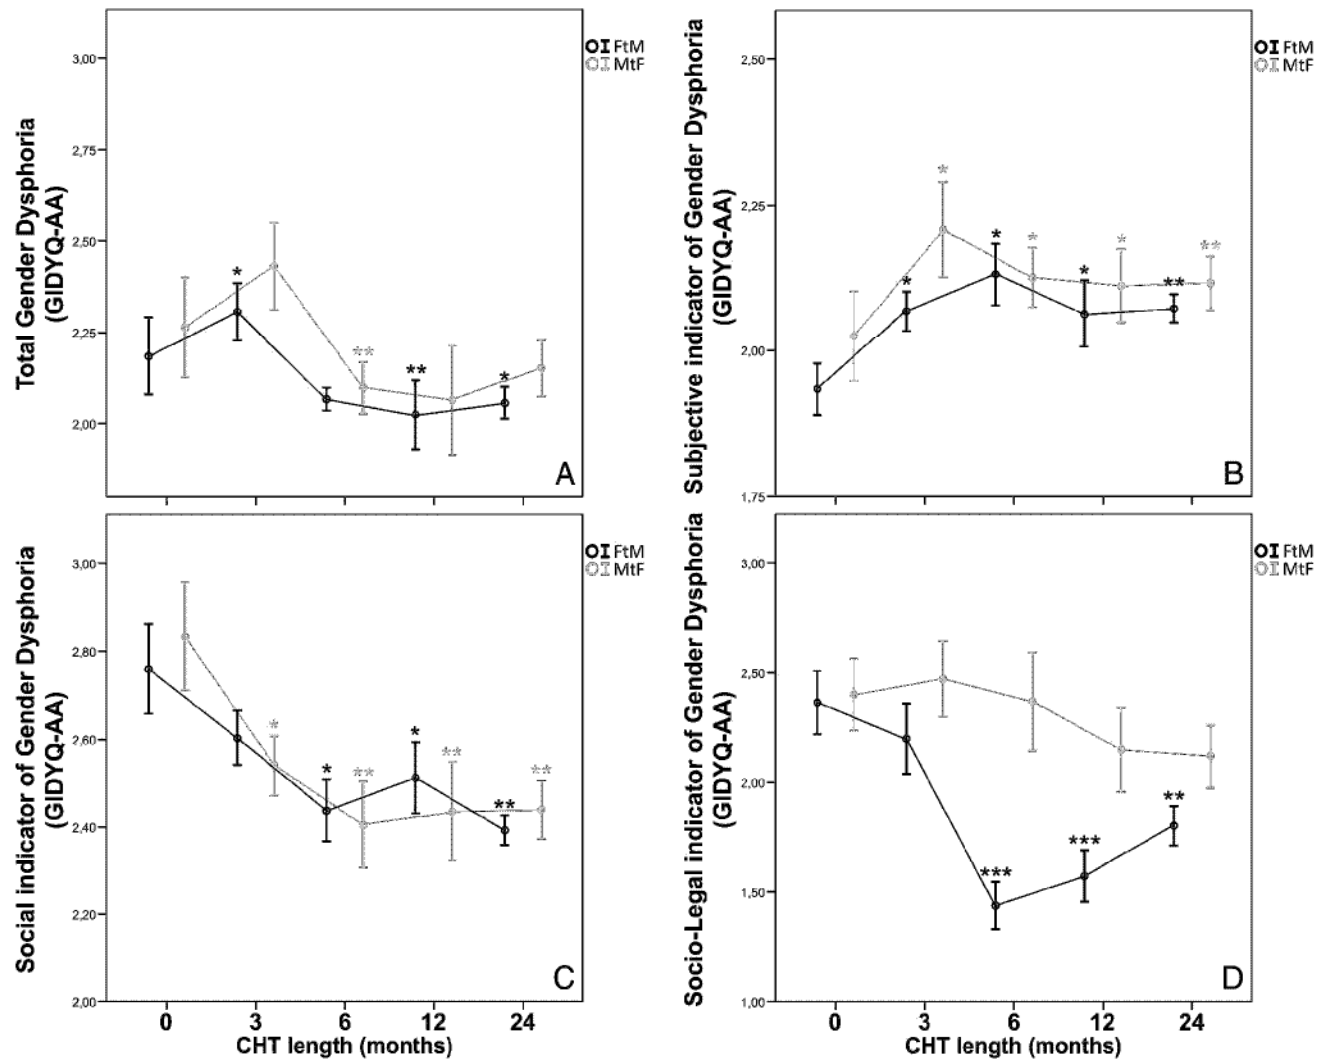 Total Gender Dysphoria
(GIDYQ-AA)
3,00
2,75
2,50
2,25
2,00
*
**
**
*
A
FtM
MtF
Subjective indicator of Gender Dysphoria
(GIDYQ-AA)
2,50
2,25
2,00
1,75
*
*
*
*
*
*
**
**
B
FtM
MtF
Social indicator of Gender Dysphoria
(GIDYQ-AA)
3,00
2,80
2,60
2,40
2,20
2,00
*
*
**
*
**
**
**
C
FtM
MtF
0 3 6 12 24
CHT length (months)
Socio-Legal indicator of Gender Dysphoria
(GIDYQ-AA)
3,00
2,50
2,00
1,50
1,00
***
***
**
D
FtM
MtF
0 3 6 12 24
CHT length (months)